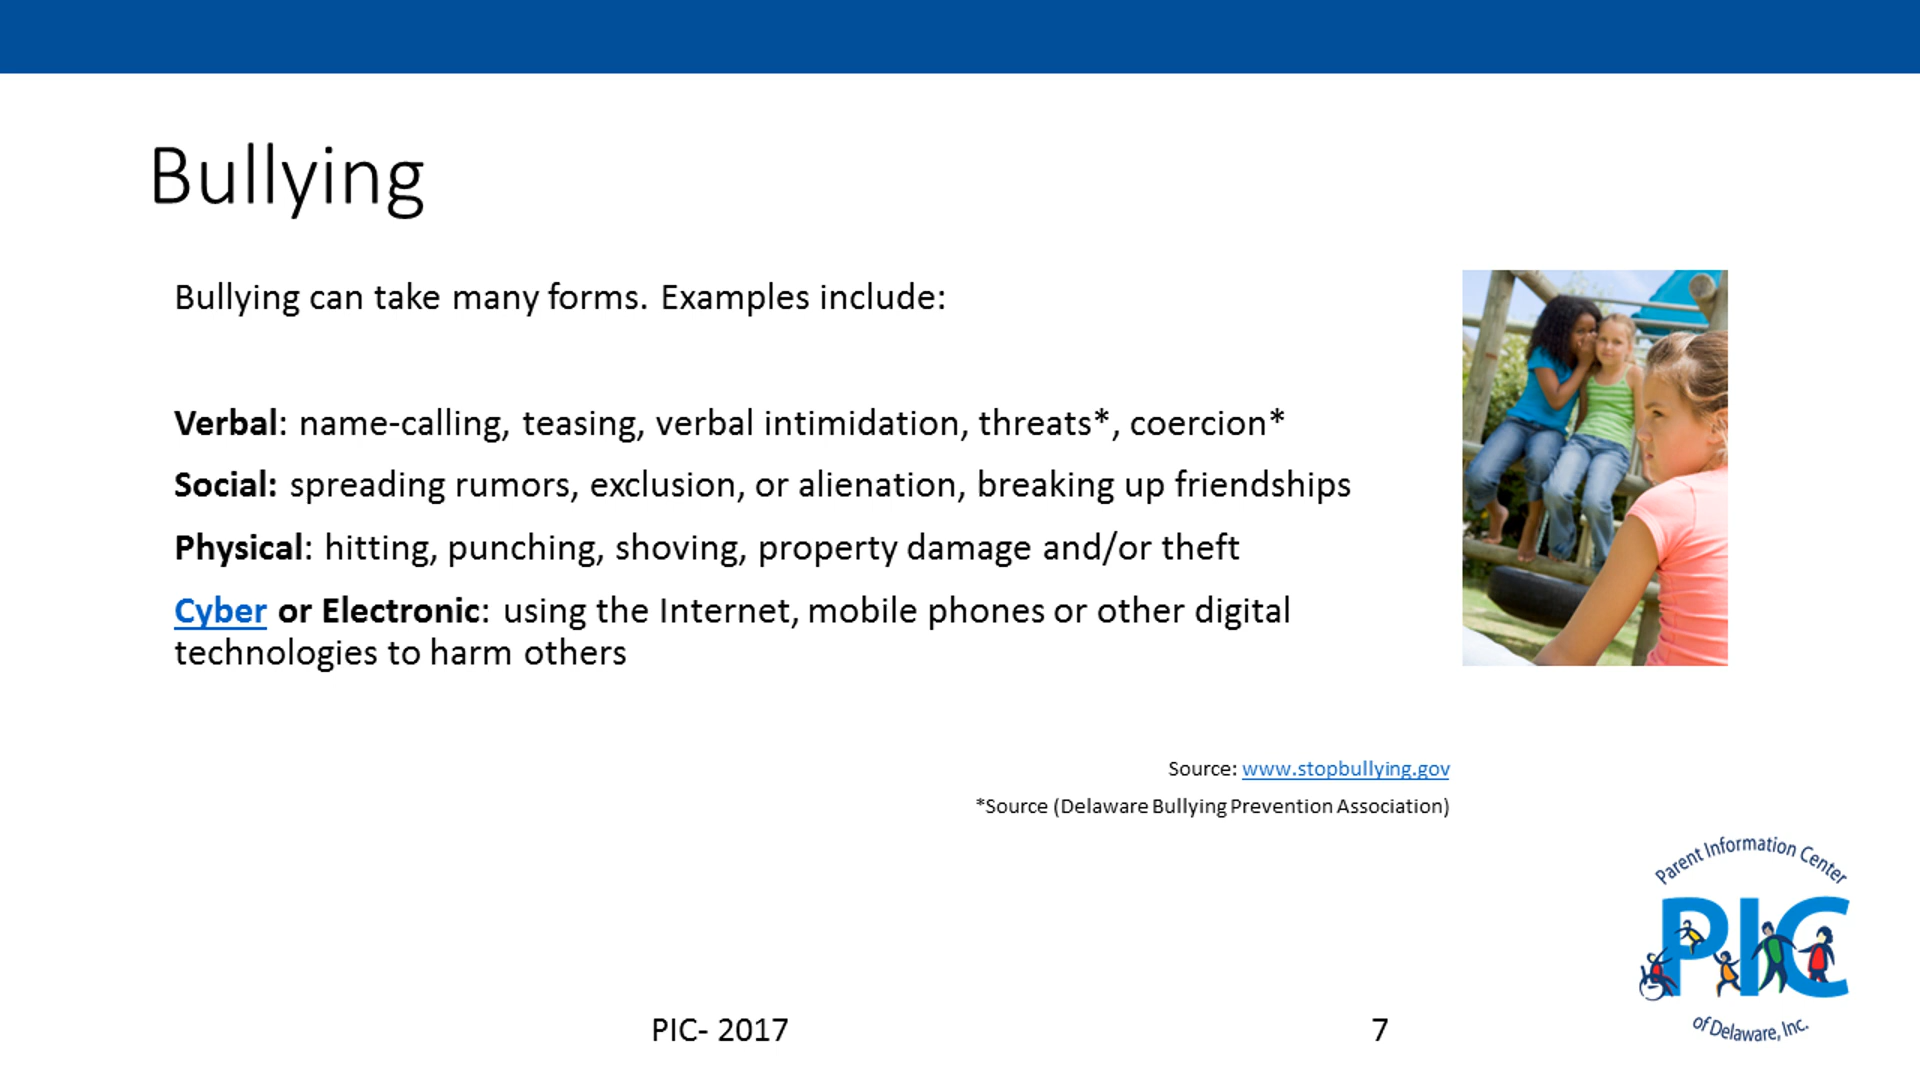 Bullying
Bullying can take many forms. Examples include:
Verbal: name-calling, teasing, verbal intimidation, threats*, coercion*
Social: spreading rumors, exclusion, or alienation, breaking up friendships
Physical: hitting, punching, shoving, property damage and/or theft
Cyber or Electronic: using the Internet, mobile phones or other digital
technologies to harm others
Source: www.stopbullying.gov
*Source (Delaware Bullying Prevention Association)
Parent Information Center
PIC
of Delaware, Inc.
PIC- 2017
7